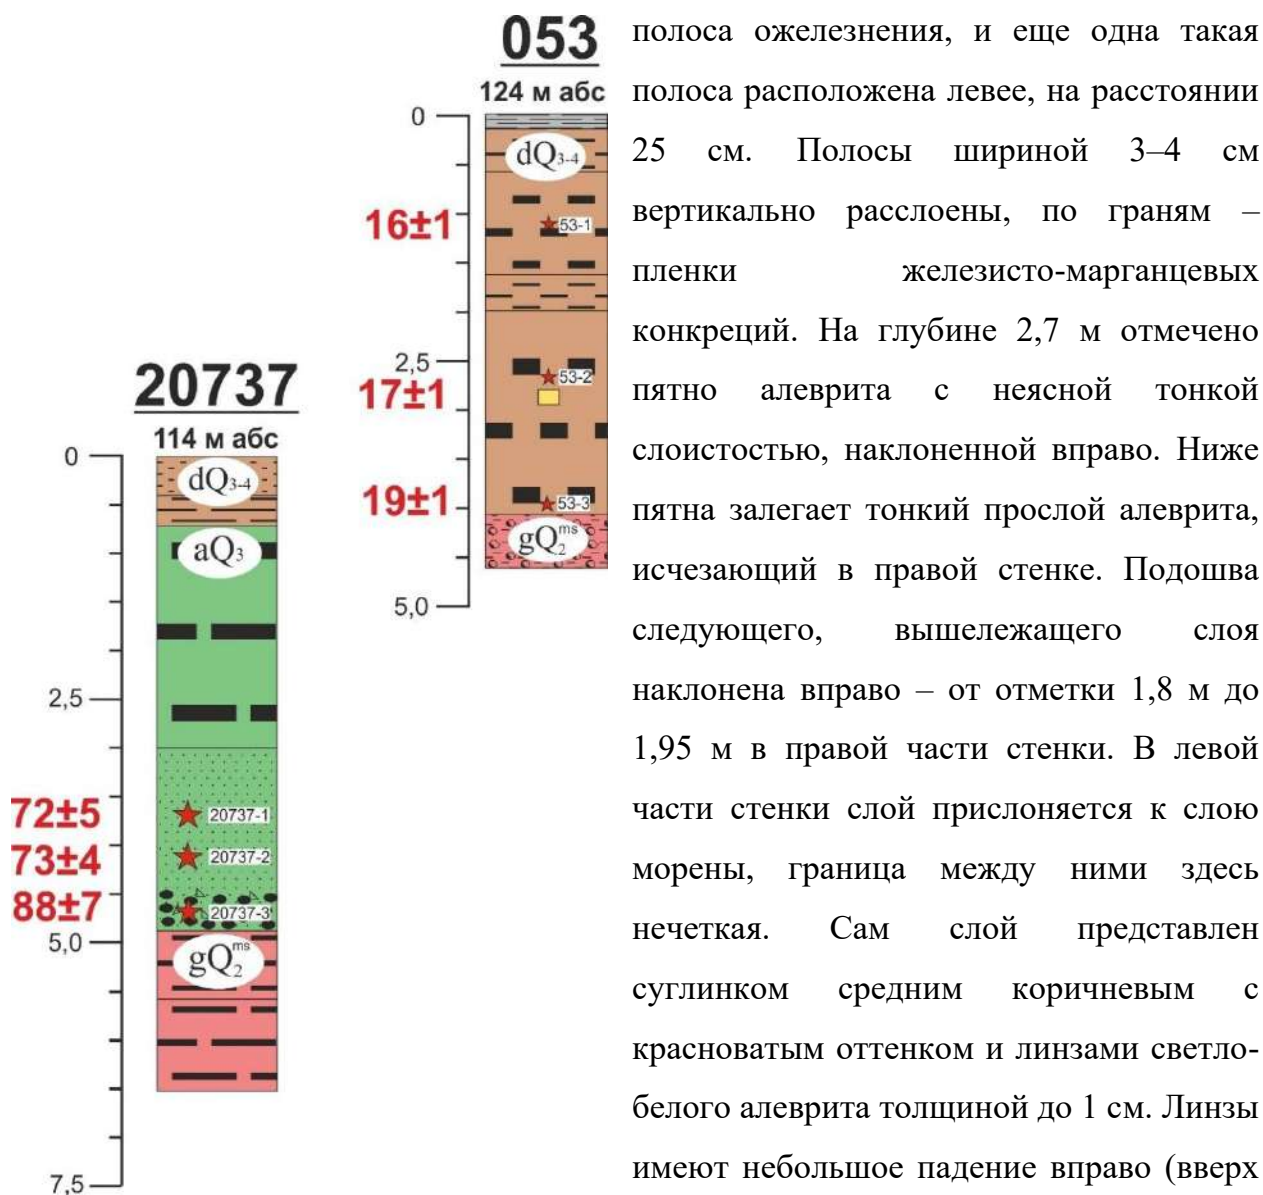 053
124 м абс
0
dQ3-4
16±1
53-1
2,5
53-2
17±1
19±1
53-3
gQ2ms
5,0
20737
114 м абс
0
dQ3-4
aQ3
2,5
72±5
20737-1
73±4
20737-2
88±7
20737-3
5,0
gQ2ms
7,5
полоса ожелезнения, и еще одна такая
полоса расположена левее, на расстоянии
25 см. Полосы шириной 3–4 см
вертикально расслоены, по граням –
пленки железисто-марганцевых
конкреций. На глубине 2,7 м отмечено
пятно алеврита с неясной тонкой
слоистостью, наклоненной вправо. Ниже
пятна залегает тонкий прослой алеврита,
исчезающий в правой стенке. Подошва
следующего, вышележащего слоя
наклонена вправо – от отметки 1,8 м до
1,95 м в правой части стенки. В левой
части стенки слой прислоняется к слою
морены, граница между ними здесь
нечеткая. Сам слой представлен
суглинком средним коричневым с
красноватым оттенком и линзами светло-
белого алеврита толщиной до 1 см. Линзы
имеют небольшое падение вправо (вверх